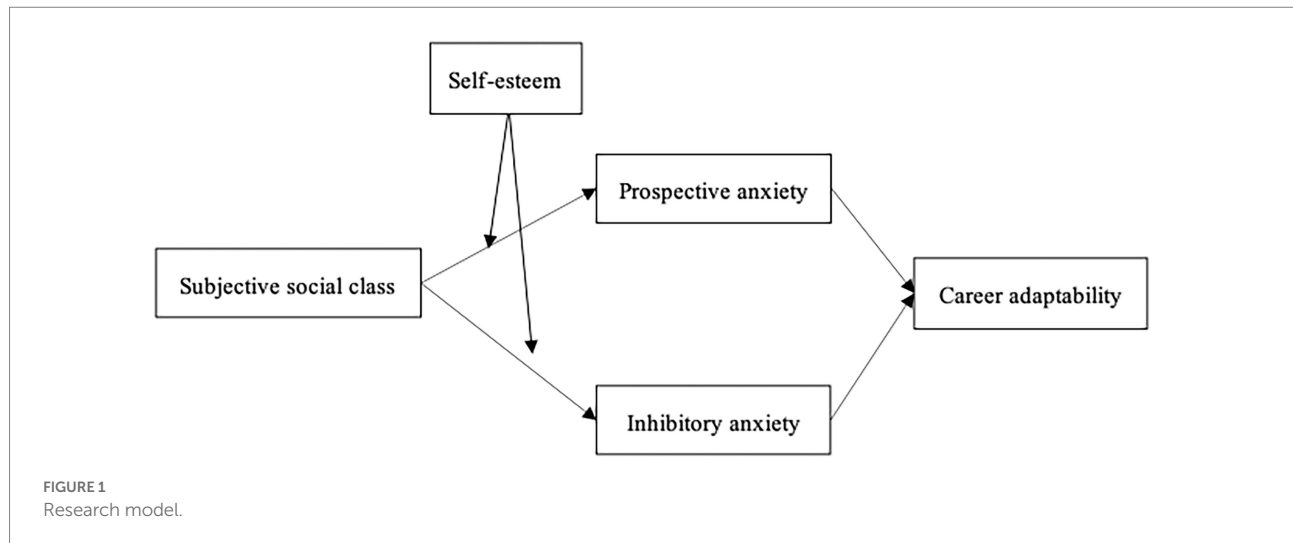 Self-esteem
Prospective anxiety
Subjective social class
Career adaptability
Inhibitory anxiety
FIGURE 1
Research model.